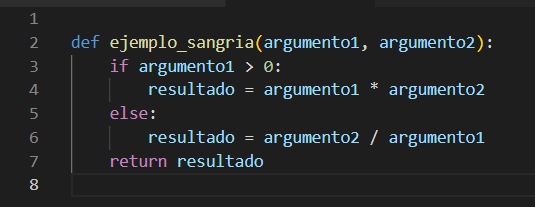 1
2 def ejemplo_sangria(argumento1, argumento2):
3     if argumento1 > 0:
4         resultado = argumento1 * argumento2
5     else:
6         resultado = argumento2 / argumento1
7     return resultado
8